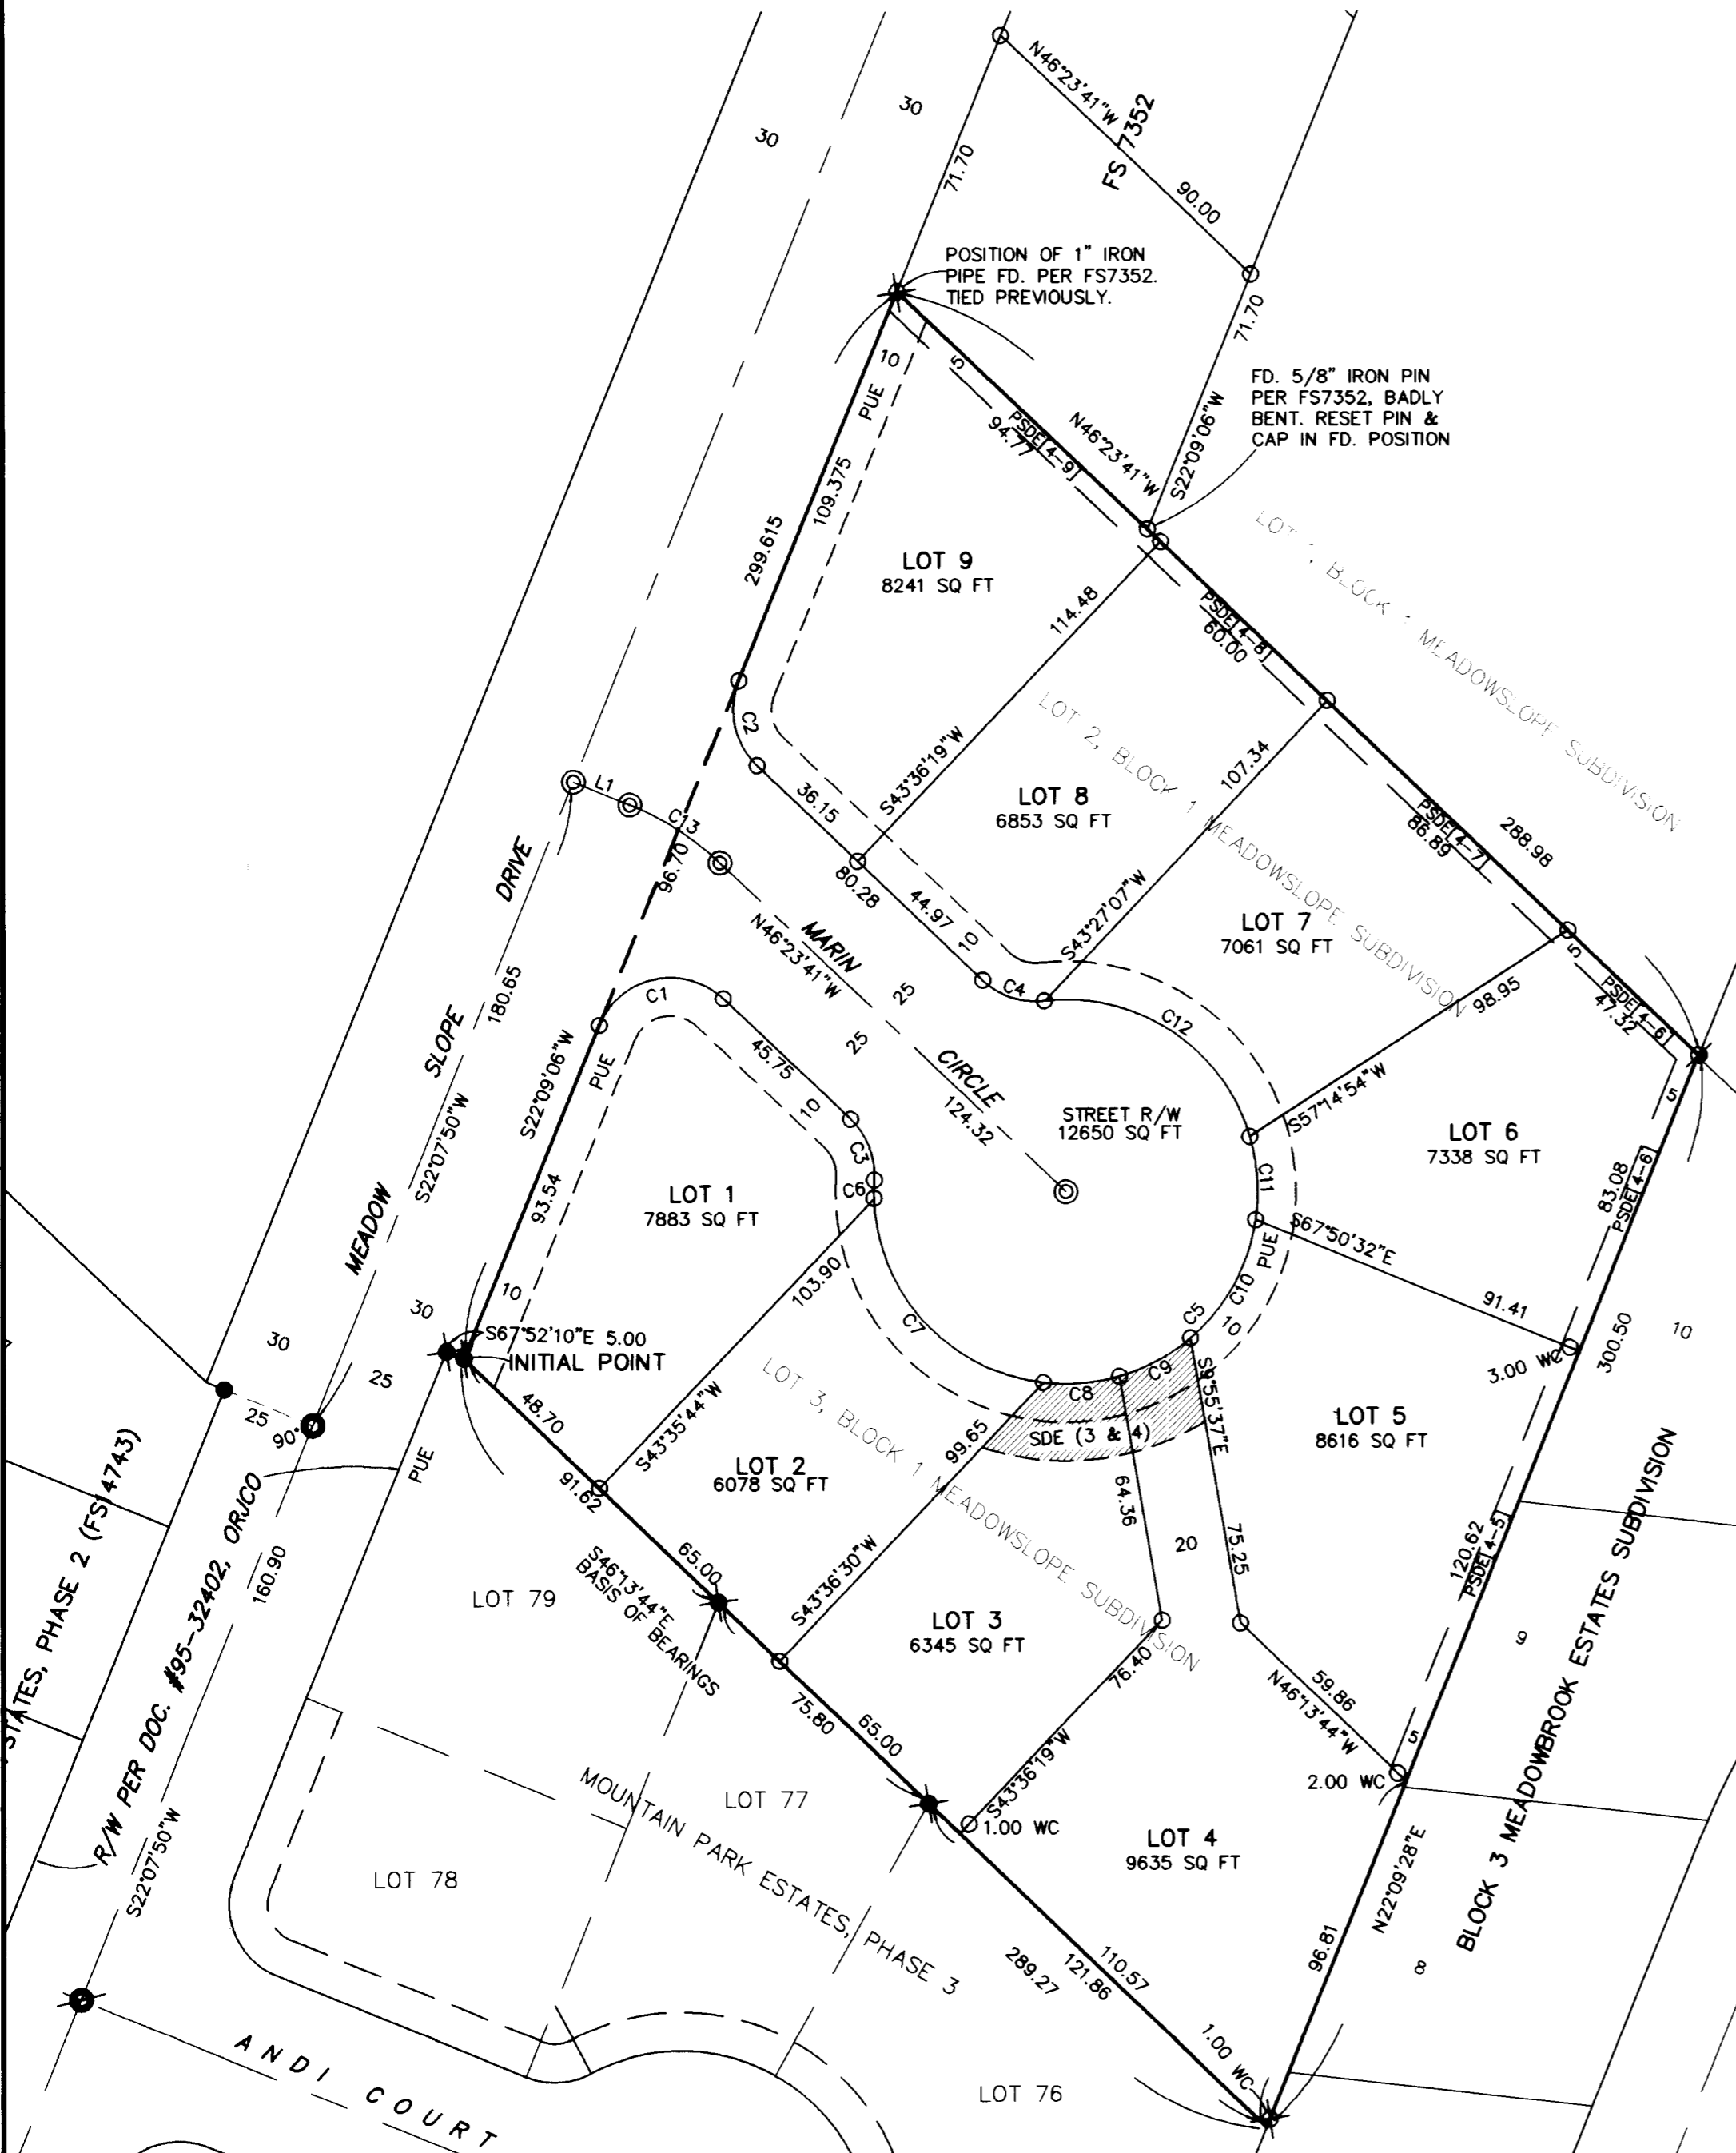 30
30
N46°23'41"W
FS 7352
71.70
90.00
POSITION OF 1" IRON
PIPE FD. PER FS7352.
TIED PREVIOUSLY.
71.70
FD. 5/8" IRON PIN
PER FS7352, BADLY
BENT. RESET PIN &
CAP IN FD. POSITION
10
5
PUE
PSDE[4-9]
94.77
N46°23'41"W
S22°09'06"W
109.375
299.615
LOT 9
8241 SQ FT
LOT 1, BLOCK 1 MEADOWSLOPE SUBDIVISION
114.48
PSDE[4-8]
60.00
LOT 2, BLOCK 1 MEADOWSLOPE SUBDIVISION
C2
36.15
S43°36'19"W
107.34
LOT 8
6853 SQ FT
L1
C13
96.70
PSDE[4-7]
86.89
288.98
80.28
44.97
10
S43°27'07"W
LOT 7
7061 SQ FT
DRIVE
MARIN
N46°23'41"W
180.65
25
25
C1
C4
C12
98.95
5
PSDE[4-6]
47.32
SLOPE
S22°09'06"W
PUE
45.75
10
CIRCLE
124.32
STREET R/W
12650 SQ FT
S57°14'54"W
LOT 6
7338 SQ FT
5
S22°07'50"W
93.54
LOT 1
7883 SQ FT
C3
C6
C11
83.08
PSDE[4-6]
MEADOW
S67°50'32"E
PUE
C10
91.41
10
30
103.90
C7
C5
10
S67°52'10"E 5.00
INITIAL POINT
30
25
3.00 WC
300.50
10
25
90°
48.70
S43°35'44"W
LOT 3, BLOCK 1 MEADOWSLOPE SUBDIVISION
C8
C9
S9°55'37"E
SDE (3 & 4)
99.65
LOT 5
8616 SQ FT
PUE
91.62
LOT 2
6078 SQ FT
64.36
20
75.25
120.62
PSDE[4-5]
STATES, PHASE 2 (FS14743)
R/W PER DOC. #95-32402, ORJCO
160.90
LOT 79
65.00
S46°13'44"E
BASIS OF BEARINGS
S43°36'30"W
LOT 3
6345 SQ FT
76.40
59.86
N46°13'44"W
5
9
75.80
65.00
S43°36'19"W
1.00 WC
2.00 WC
LOT 77
MOUNTAIN PARK ESTATES, PHASE 3
LOT 4
9635 SQ FT
N22°09'28"E
BLOCK 3 MEADOWBROOK ESTATES SUBDIVISION
S22°07'50"W
LOT 78
96.81
8
289.27
121.86
110.57
1.00 WC
ANDI COURT
LOT 76